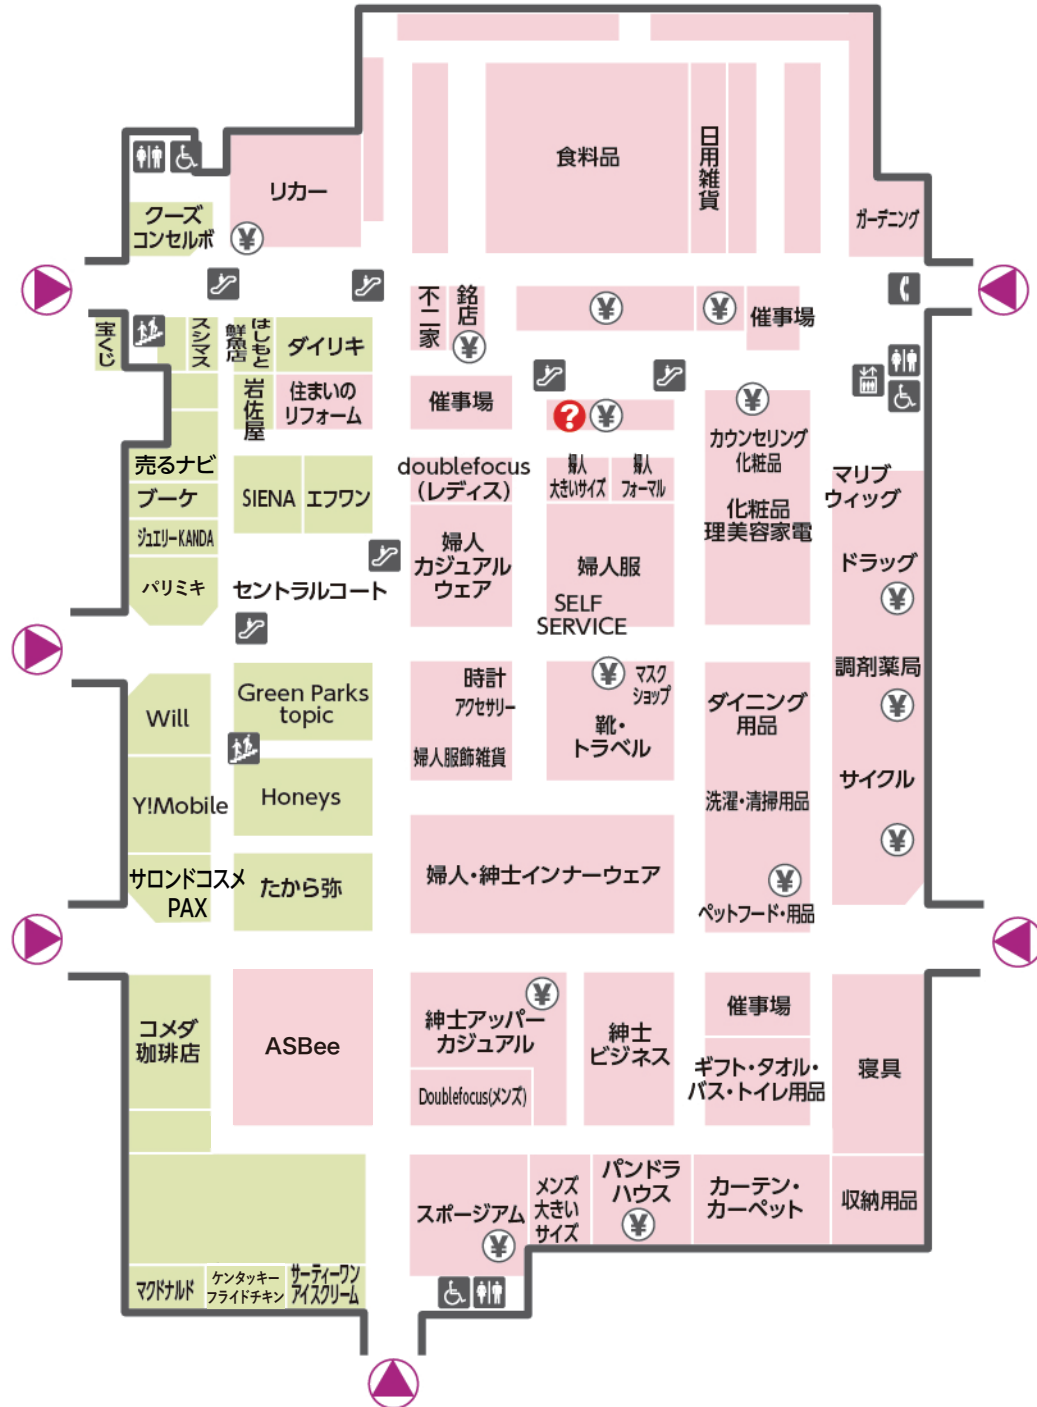 食料品
日用雑貨
リカー
クーズ
コンセルボ
¥
ガーデニング
宝くじ
スシマス
はしもと
鮮魚店
ダイリキ
不二家
銘店
¥
¥
¥
催事場
岩佐屋
住まいの
リフォーム
催事場
?
¥
¥
カウンセリング
化粧品
売るナビ
ブーケ
ジュエリーKANDA
パリミキ
SIENA
エフワン
doublefocus
(レディス)
婦人
大きいサイズ
婦人
フォーマル
化粧品
理美容家電
マリブ
ウィッグ
婦人
カジュアル
ウェア
婦人服
ドラッグ
¥
セントラルコート
SELF
SERVICE
Will
Green Parks
topic
時計
アクセサリー
婦人服飾雑貨
¥
マスク
ショップ
靴・
トラベル
ダイニング
用品
調剤薬局
¥
Y!Mobile
Honeys
洗濯・清掃用品
サイクル
¥
サロンドコスメ
PAX
たから弥
婦人・紳士インナーウェア
¥
ペットフード・用品
コメダ
珈琲店
ASBee
¥
紳士アッパー
カジュアル
Doublefocus(メンズ)
紳士
ビジネス
催事場
ギフト・タオル・
バス・トイレ用品
寝具
スポージアム
¥
メンズ
大きい
サイズ
パンドラ
ハウス
¥
カーテン・
カーペット
収納用品
マクドナルド
ケンタッキー
フライドチキン
サーティーワン
アイスクリーム